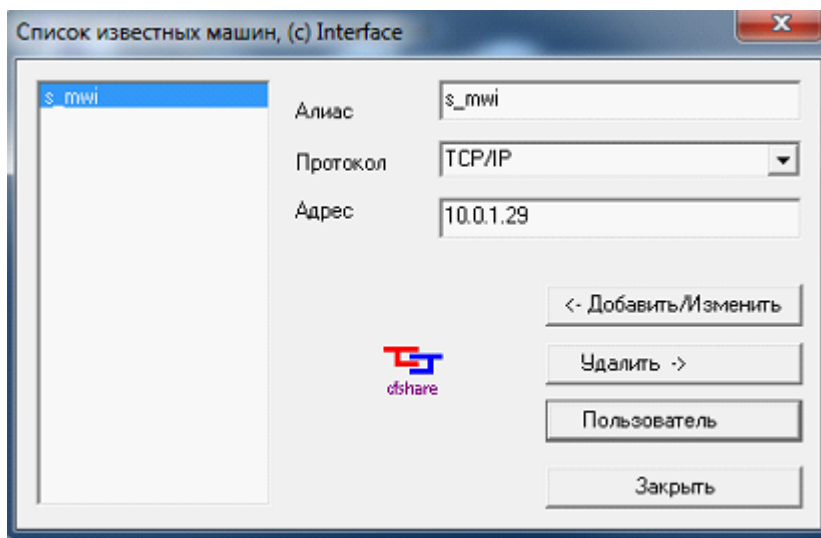 Список известных машин, (c) Interface
s_mwi
Алиас
s_mwi
Протокол
TCP/IP
Адрес
10.0.1.29
<- Добавить/Изменить
Удалить ->
cfshare
Пользователь
Закрыть